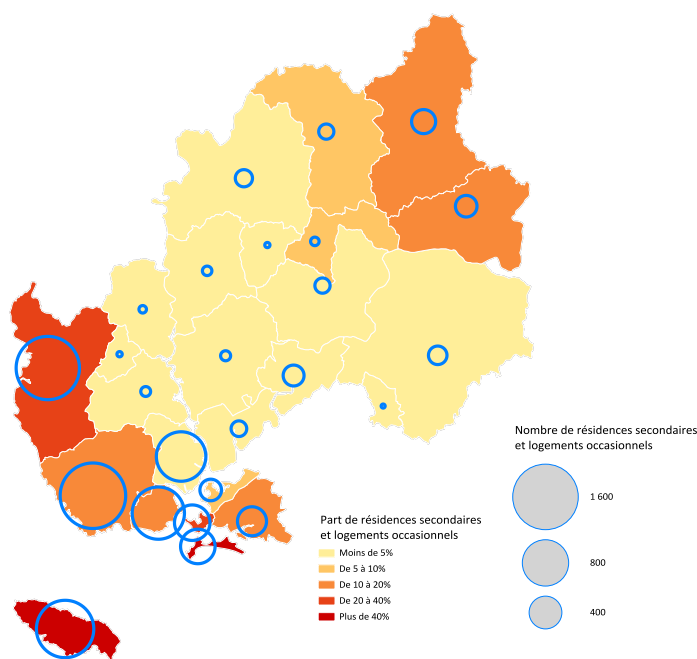 Nombre de résidences secondaires
et logements occasionnels
1 600
800
400
Part de résidences secondaires
et logements occasionnels
Moins de 5%
De 5 à 10%
De 10 à 20%
De 20 à 40%
Plus de 40%